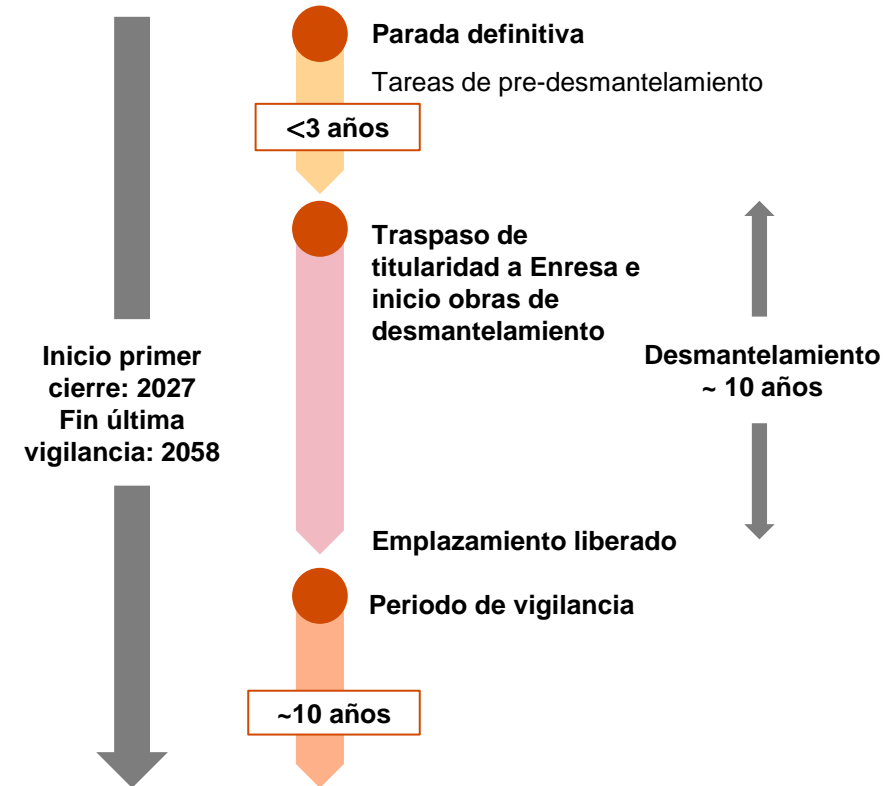 Parada definitiva
Tareas de pre-desmantelamiento
<3 años
Traspaso de
titularidad a Enresa e
inicio obras de
desmantelamiento
Inicio primer
cierre: 2027
Fin última
vigilancia: 2058
Desmantelamiento
~ 10 años
Emplazamiento liberado
Periodo de vigilancia
~10 años